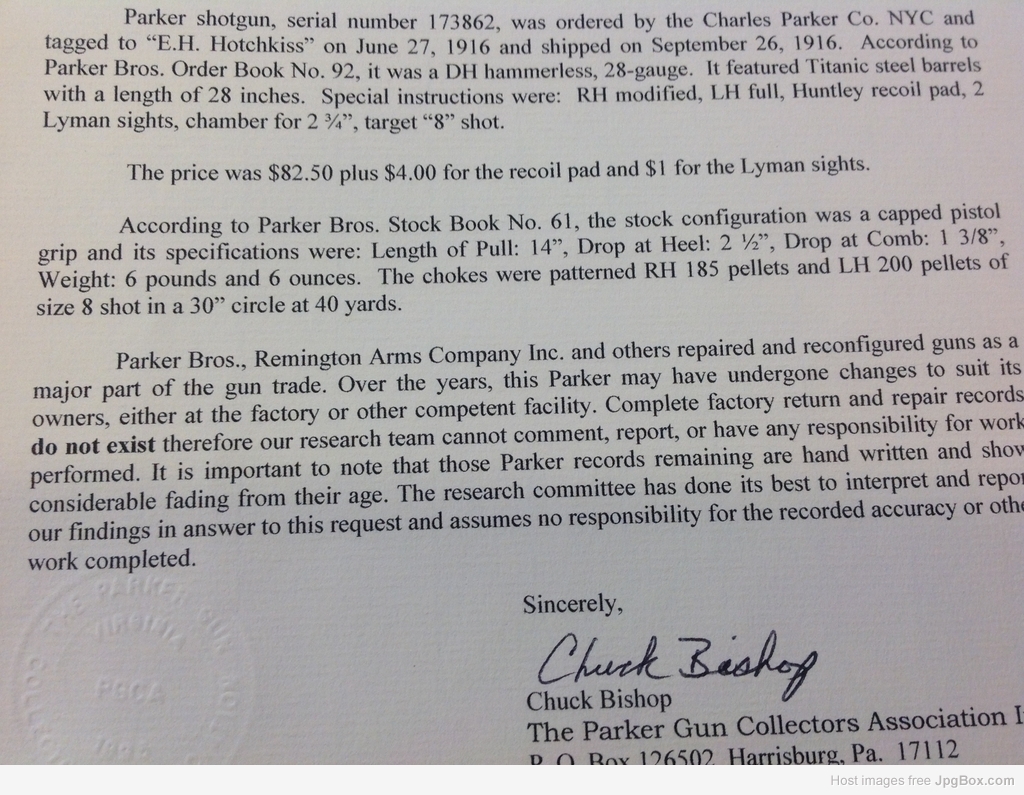 Parker shotgun, serial number 173862, was ordered by the Charles Parker Co. NYC and
tagged to “E.H. Hotchkiss” on June 27, 1916 and shipped on September 26, 1916. According to
Parker Bros. Order Book No. 92, it was a DH hammerless, 28-gauge. It featured Titanic steel barrels
with a length of 28 inches. Special instructions were: RH modified, LH full, Huntley recoil pad, 2
Lyman sights, chamber for 2 ¾”, target “8” shot.
The price was $82.50 plus $4.00 for the recoil pad and $1 for the Lyman sights.
According to Parker Bros. Stock Book No. 61, the stock configuration was a capped pistol
grip and its specifications were: Length of Pull: 14”, Drop at Heel: 2 ½”, Drop at Comb: 1 3/8”,
Weight: 6 pounds and 6 ounces. The chokes were patterned RH 185 pellets and LH 200 pellets of
size 8 shot in a 30” circle at 40 yards.
Parker Bros., Remington Arms Company Inc. and others repaired and reconfigured guns as a
major part of the gun trade. Over the years, this Parker may have undergone changes to suit its
owners, either at the factory or other competent facility. Complete factory return and repair records
do not exist therefore our research team cannot comment, report, or have any responsibility for work
performed. It is important to note that those Parker records remaining are hand written and show
considerable fading from their age. The research committee has done its best to interpret and repor
our findings in answer to this request and assumes no responsibility for the recorded accuracy or othe
work completed.
Sincerely,
Chuck Bishop
Chuck Bishop
The Parker Gun Collectors Association I
P. O. Box 126502, Harrisburg, Pa. 17112
THE PARKER GUN
VIRGINIA
PGCA
Host images free JpgBox.com